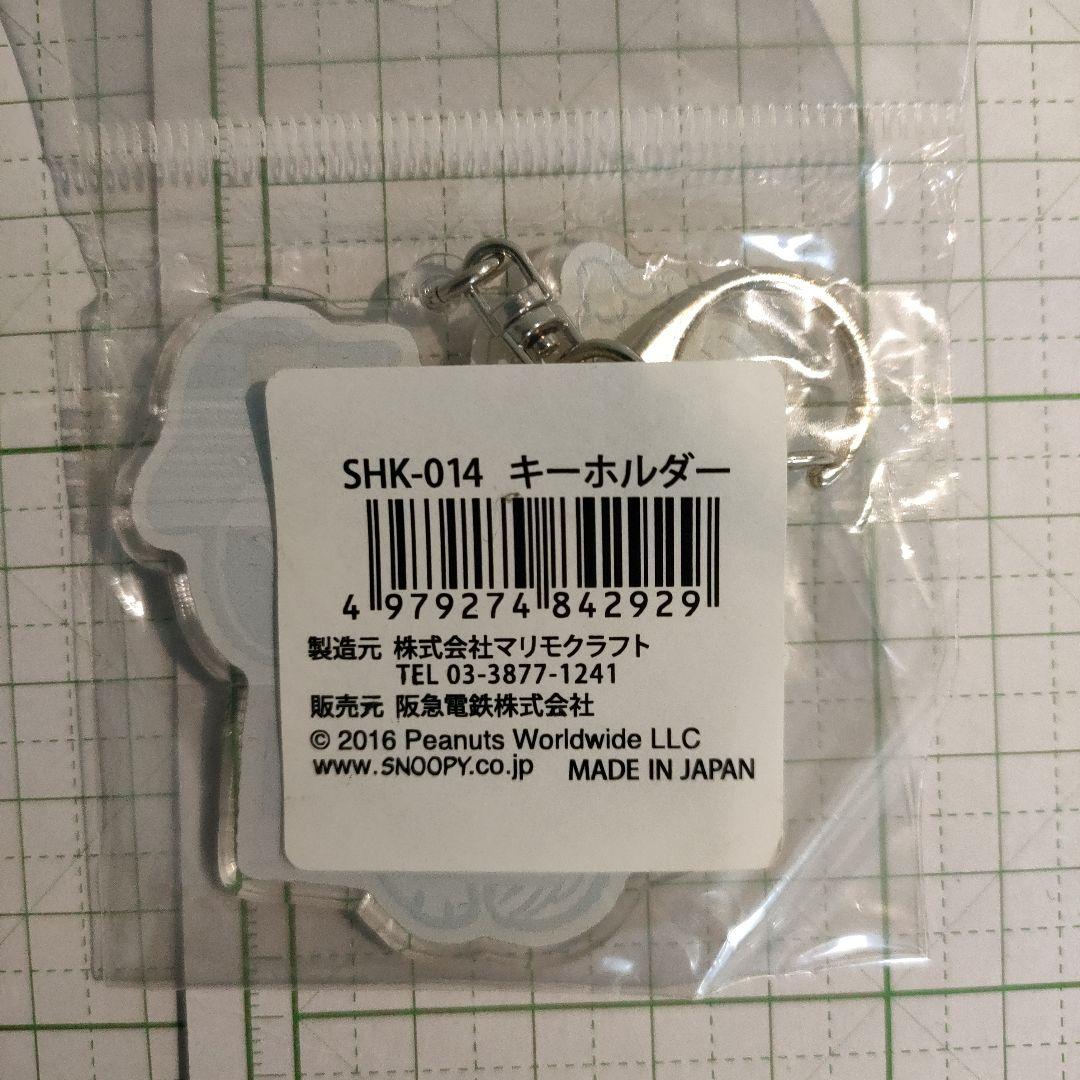 SHK-014 キーホルダー
4 979274 842929
製造元 株式会社マリモクラフト
TEL 03-3877-1241
販売元 阪急電鉄株式会社
© 2016 Peanuts Worldwide LLC
www.SNOOPY.co.jp MADE IN JAPAN